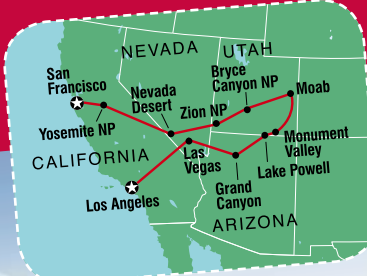 NEVADA
UTAH
San
Francisco
Nevada
Desert
Bryce
Canyon NP
Moab
Zion NP
Yosemite NP
CALIFORNIA
Las
Vegas
Monument
Valley
Lake Powell
Grand
Canyon
Los Angeles
ARIZONA